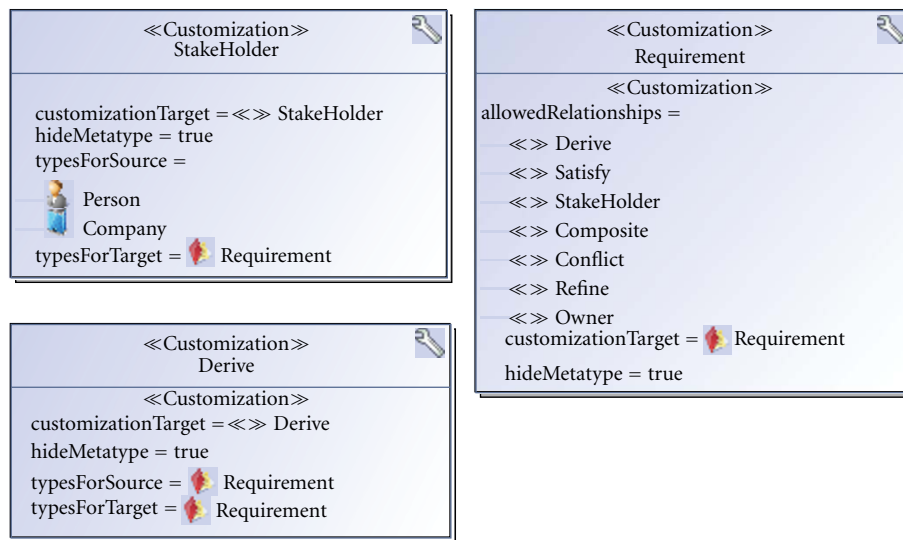 ≪Customization≫
StakeHolder
customizationTarget = ≪≫ StakeHolder
hideMetatype = true
typesForSource =
Person
Company
typesForTarget = Requirement
≪Customization≫
Derive
≪Customization≫
customizationTarget = ≪≫ Derive
hideMetatype = true
typesForSource = Requirement
typesForTarget = Requirement
≪Customization≫
Requirement
≪Customization≫
allowedRelationships =
≪≫ Derive
≪≫ Satisfy
≪≫ StakeHolder
≪≫ Composite
≪≫ Conflict
≪≫ Refine
≪≫ Owner
customizationTarget = Requirement
hideMetatype = true